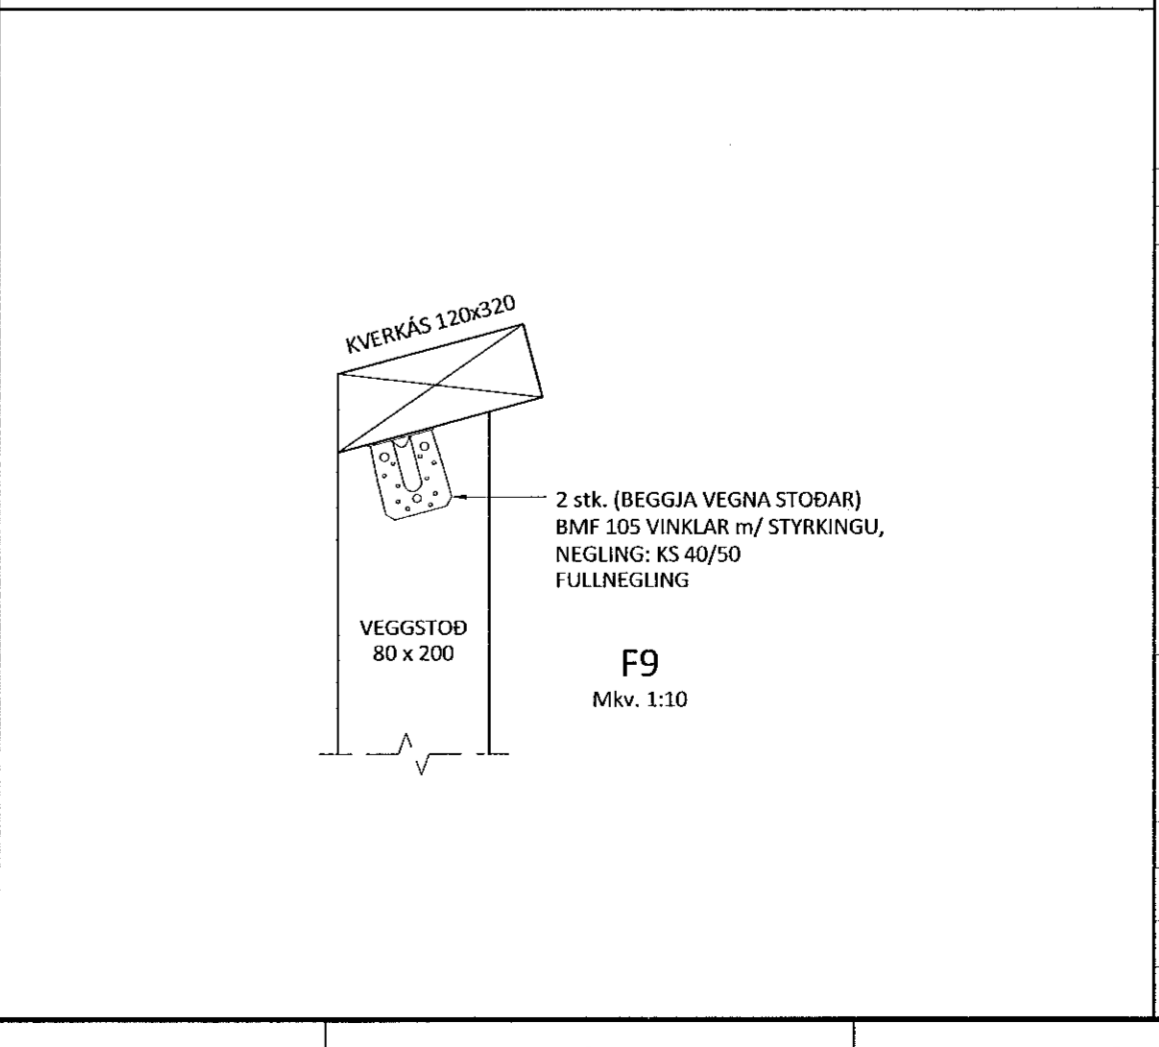 KVERKÁS 120x320
2 stk. (BEGGJA VEGNA STOÐAR)
BMF 105 VINKLAR m/ STYRKINGU,
NEGLING: KS 40/50
FULLNEGLING
VEGGSTOÐ
80 x 200
F9
Mkv. 1:10